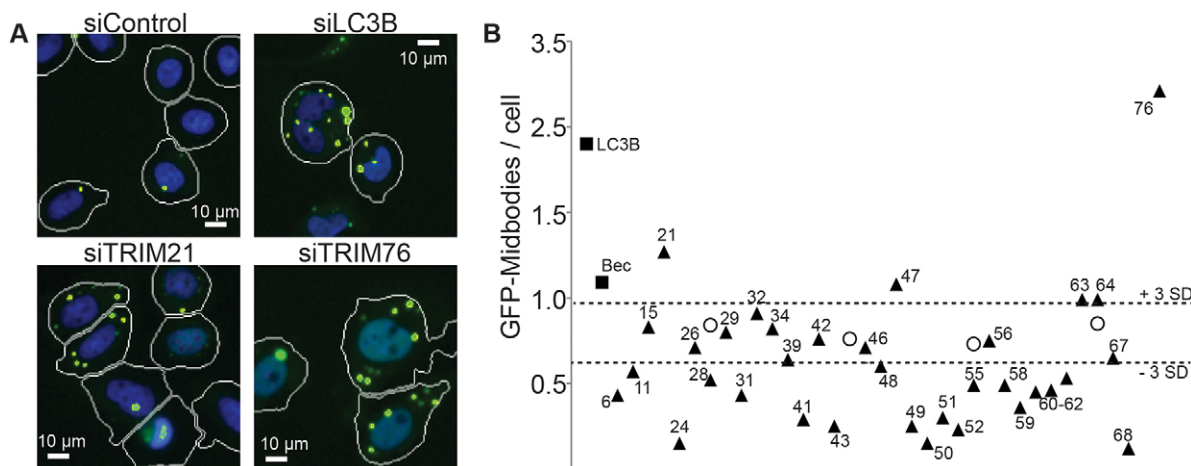 A
siControl
siLC3B
10 µm
10 µm
siTRIM21
siTRIM76
10 µm
10 µm
B
GFP-Midbodies / cell
3.5
2.5
1.5
1.0
0.5
LC3B
Bec
+ 3 SD
- 3 SD
6
11
15
21
24
26
28
29
31
32
34
39
41
42
43
46
47
48
49
50
51
52
55
56
58
59
60-62
63
64
67
68
76